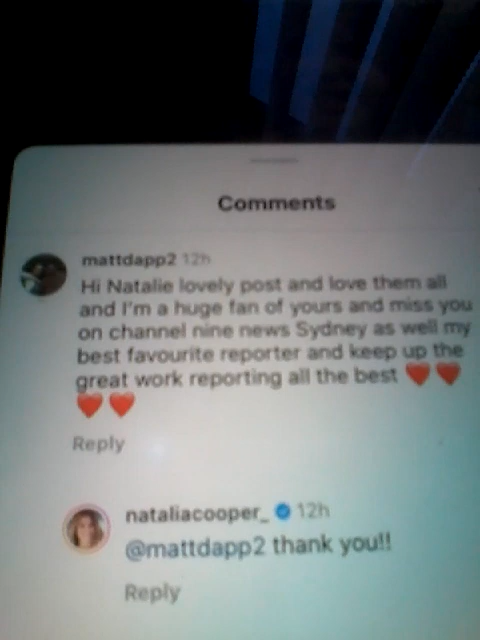 Comments
mattdapp2 12h
Hi Natalie lovely post and love them all
and I'm a huge fan of yours and miss you
on channel nine news Sydney as well my
best favourite reporter and keep up the
great work reporting all the best ❤️❤️
❤️❤️
Reply
nataliacooper_ 12h
@mattdapp2 thank you!!
Reply